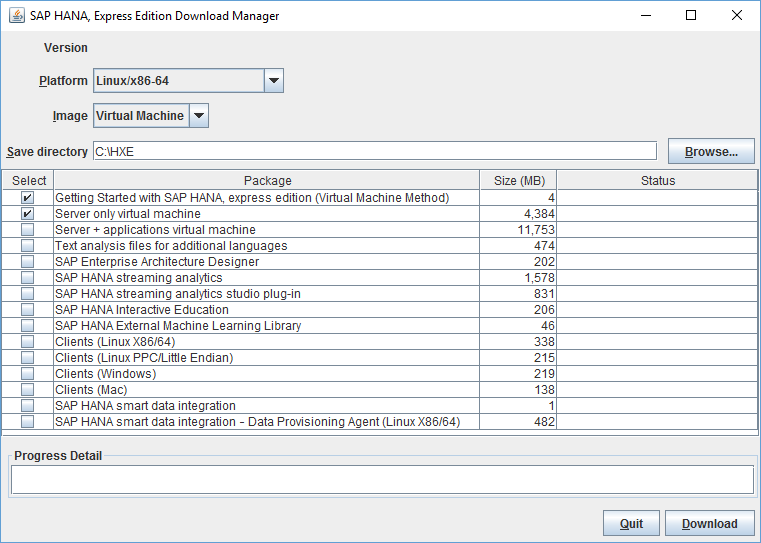 SAP HANA, Express Edition Download Manager
Version
Platform Linux/x86-64
Image Virtual Machine
Save directory C:\HXE Browse...
Select Package Size (MB) Status
Getting Started with SAP HANA, express edition (Virtual Machine Method) 4
Server only virtual machine 4,384
Server + applications virtual machine 11,753
Text analysis files for additional languages 474
SAP Enterprise Architecture Designer 202
SAP HANA streaming analytics 1,578
SAP HANA streaming analytics studio plug-in 831
SAP HANA Interactive Education 206
SAP HANA External Machine Learning Library 46
Clients (Linux X86/64) 338
Clients (Linux PPC/Little Endian) 215
Clients (Windows) 219
Clients (Mac) 138
SAP HANA smart data integration 1
SAP HANA smart data integration - Data Provisioning Agent (Linux X86/64) 482
Progress Detail
Quit Download